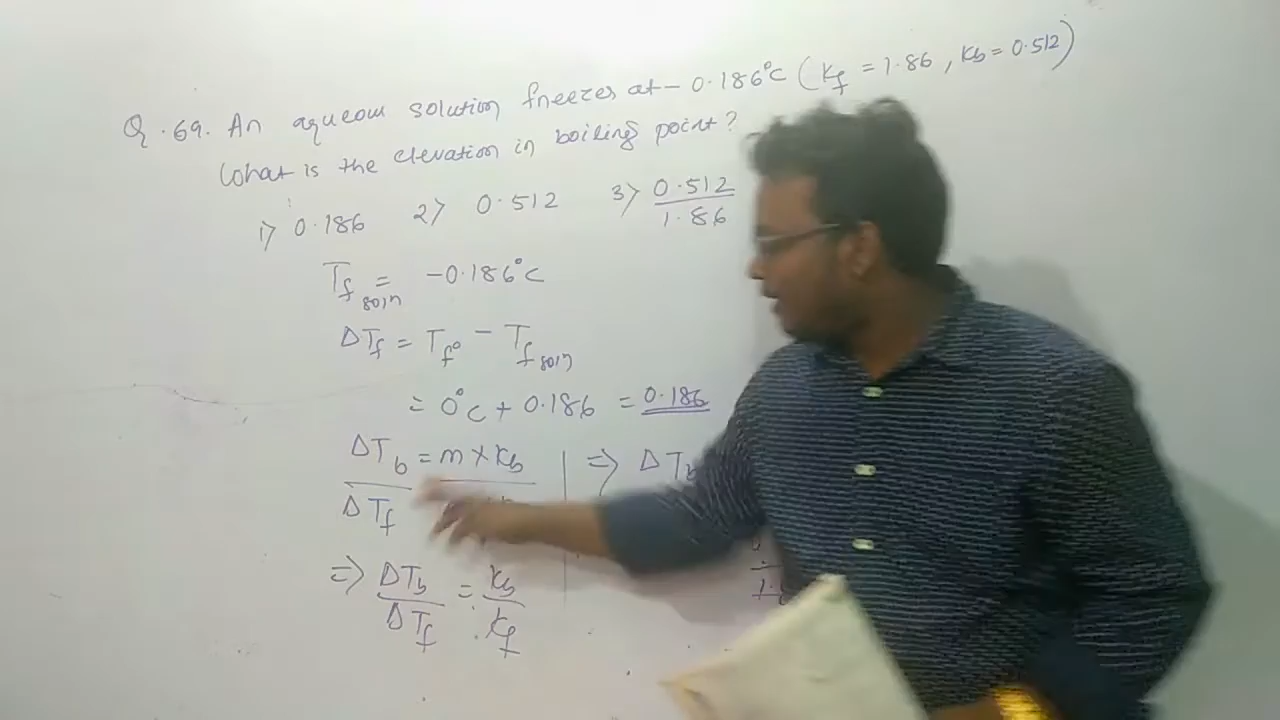 Q.69. An aqueous solution freezes at - 0.186°C (Kf = 1.86, Kb = 0.512)
What is the elevation in boiling point?
1) 0.186 2) 0.512 3) 0.512/1.86
Tf soln = -0.186°C
ΔTf = Tf° - Tf soln
= 0°C + 0.186 = 0.186
ΔTb = m x Kb => ΔTb
ΔTf
=> ΔTb/ΔTf = Kb/Kf